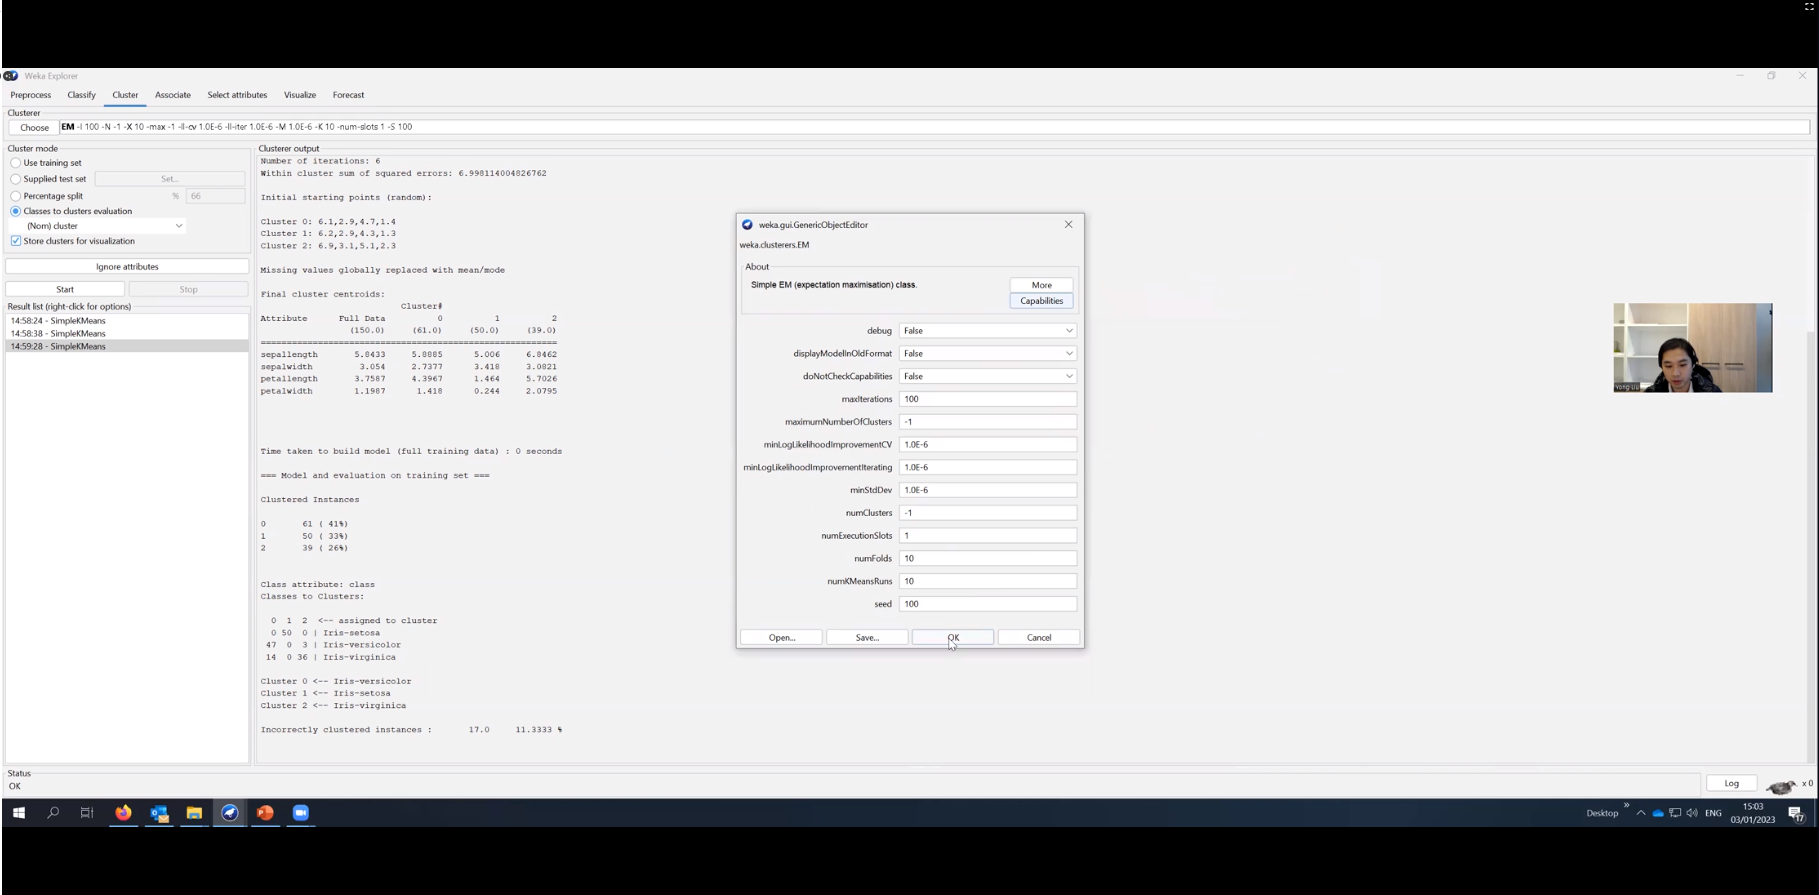 Weka Explorer
Preprocess Classify Cluster Associate Select attributes Visualize Forecast
Clusterer
Choose EM -I 100 -N -1 -X 10 -max -1 -ll-cv 1.0E-6 -ll-iter 1.0E-6 -M 1.0E-6 -K 10 -num-slots 1 -S 100
Cluster mode
Use training set
Supplied test set Set...
Percentage split % 66
Classes to clusters evaluation
(Nom) cluster
Store clusters for visualization
Ignore attributes
Start Stop
Result list (right-click for options)
14:58:24 - SimpleKMeans
14:58:38 - SimpleKMeans
14:59:28 - SimpleKMeans
Clusterer output
Number of iterations: 6
Within cluster sum of squared errors: 6.998114004826762
Initial starting points (random):
Cluster 0: 6.1,2.9,4.7,1.4
Cluster 1: 6.2,2.9,4.3,1.3
Cluster 2: 6.9,3.1,5.1,2.3
Missing values globally replaced with mean/mode
Final cluster centroids:
Cluster#
Attribute Full Data 0 1 2
(150.0) (61.0) (50.0) (39.0)
==============================================================
sepallength 5.8433 5.8885 5.006 6.8462
sepalwidth 3.054 2.7377 3.418 3.0821
petallength 3.7587 4.3967 1.464 5.7026
petalwidth 1.1987 1.418 0.244 2.0795
Time taken to build model (full training data) : 0 seconds
=== Model and evaluation on training set ===
Clustered Instances
0 61 ( 41%)
1 50 ( 33%)
2 39 ( 26%)
Class attribute: class
Classes to Clusters:
0 1 2 <-- assigned to cluster
0 50 0 | Iris-setosa
47 0 3 | Iris-versicolor
14 0 36 | Iris-virginica
Cluster 0 <-- Iris-versicolor
Cluster 1 <-- Iris-setosa
Cluster 2 <-- Iris-virginica
Incorrectly clustered instances : 17.0 11.3333 %
weka.gui.GenericObjectEditor
weka.clusterers.EM
About
Simple EM (expectation maximisation) class.
More
Capabilities
debug False
displayModelInOldFormat False
doNotCheckCapabilities False
maxIterations 100
maximumNumberOfClusters -1
minLogLikelihoodImprovementCV 1.0E-6
minLogLikelihoodImprovementIterating 1.0E-6
minStdDev 1.0E-6
numClusters -1
numExecutionSlots 1
numFolds 10
numKMeansRuns 10
seed 100
Open... Save... OK Cancel
Yong Liu
Status
OK
Log x 0
Desktop ENG 15:03
03/01/2023
17